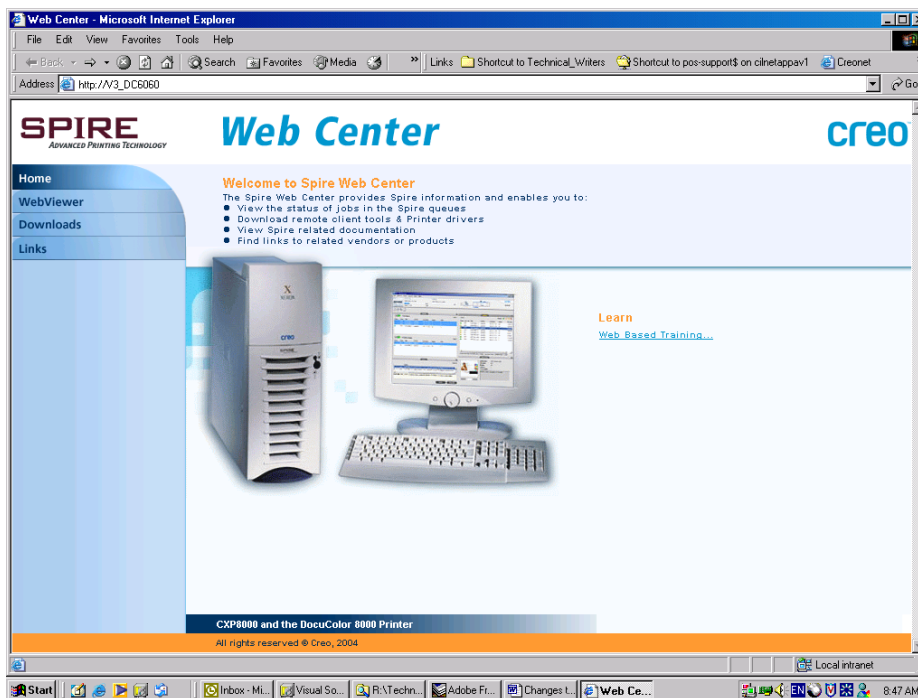 Web Center - Microsoft Internet Explorer
File Edit View Favorites Tools Help
Back Search Favorites Media » Links Shortcut to Technical_Writers Shortcut to pos-support$ on cilnetappav1 Creonet
Address http://V3_DC6060 Go
SPIRE
ADVANCED PRINTING TECHNOLOGY
Web Center
creo
Home
WebViewer
Downloads
Links
Welcome to Spire Web Center
The Spire Web Center provides Spire information and enables you to:
View the status of jobs in the Spire queues
Download remote client tools & Printer drivers
View Spire related documentation
Find links to related vendors or products
X
XEROX
creo
Learn
Web Based Training...
CXP8000 and the DocuColor 8000 Printer
All rights reserved © Creo, 2004
Local intranet
Start Inbox - Mi... Visual So... R:\Techn... Adobe Fr... Changes t... Web Ce... EN 8:47 AM